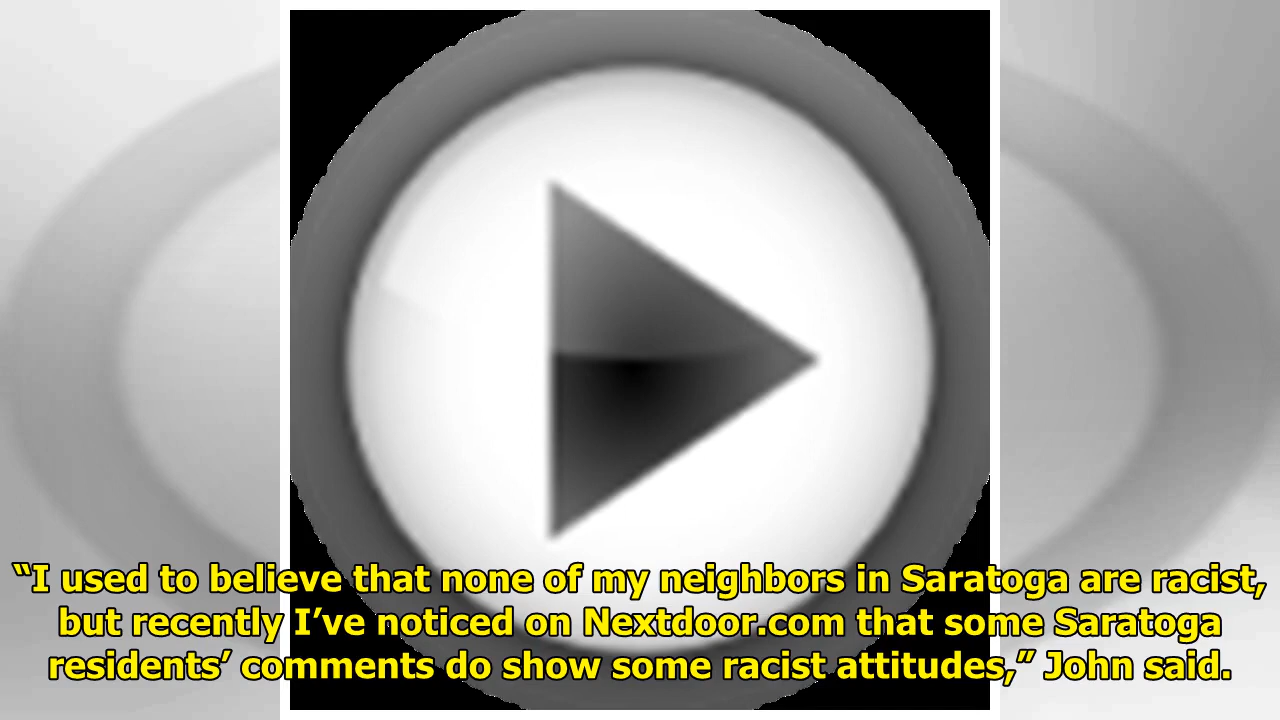 “I used to believe that none of my neighbors in Saratoga are racist,
but recently I’ve noticed on Nextdoor.com that some Saratoga
residents’ comments do show some racist attitudes,” John said.